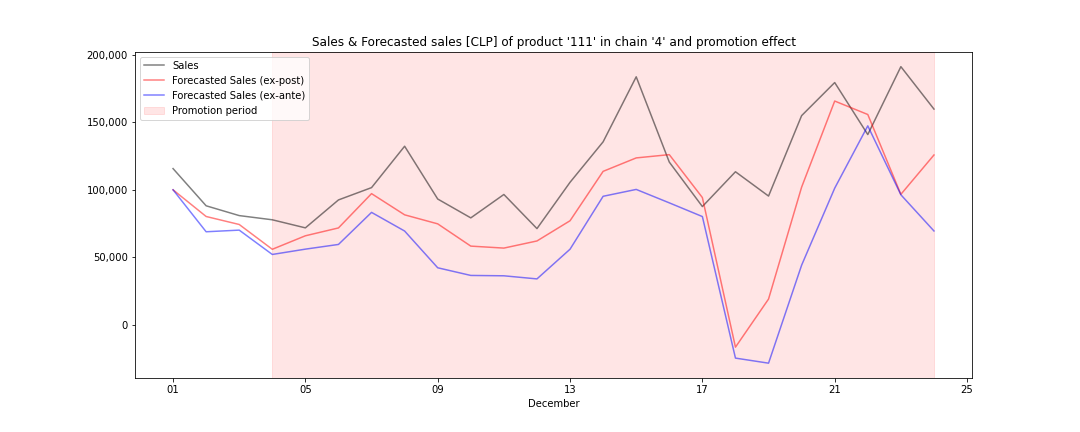 Sales & Forecasted sales [CLP] of product '111' in chain '4' and promotion effect
200,000
150,000
100,000
50,000
0
Sales
Forecasted Sales (ex-post)
Forecasted Sales (ex-ante)
Promotion period
01 05 09 13 17 21 25
December